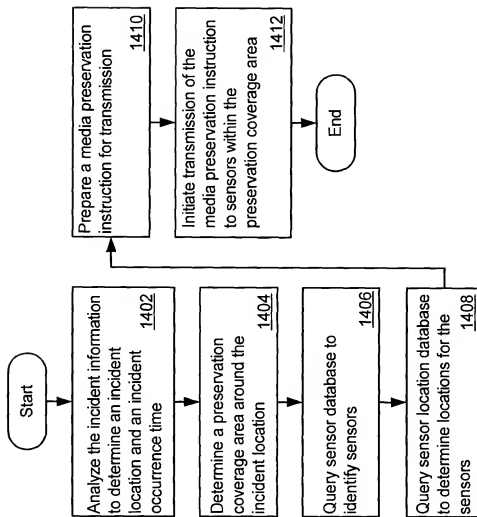 Start
Analyze the incident information
to determine an incident
location and an incident
occurrence time
1402
Determine a preservation
coverage area around the
incident location
1404
Query sensor database to
identify sensors
1406
Query sensor location database
to determine locations for the
sensors
1408
Prepare a media preservation
instruction for transmission
1410
Initiate transmission of the
media preservation instruction
to sensors within the
preservation coverage area
1412
End